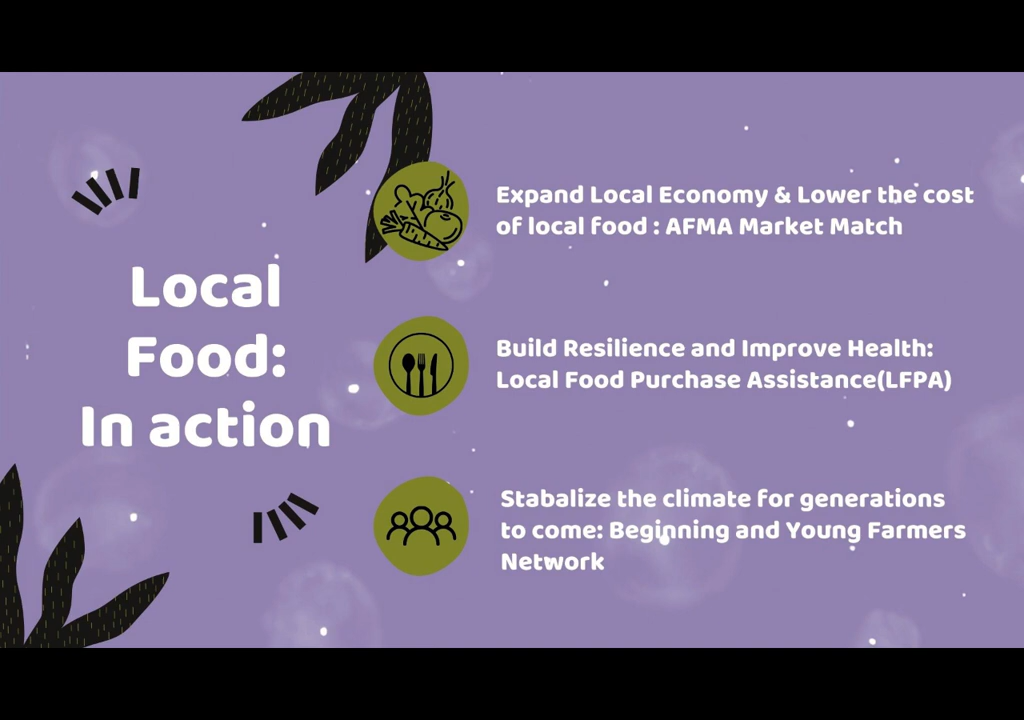 Local
Food:
In action
Expand Local Economy & Lower the cost
of local food : AFMA Market Match
Build Resilience and Improve Health:
Local Food Purchase Assistance(LFPA)
Stabalize the climate for generations
to come: Beginning and Young Farmers
Network